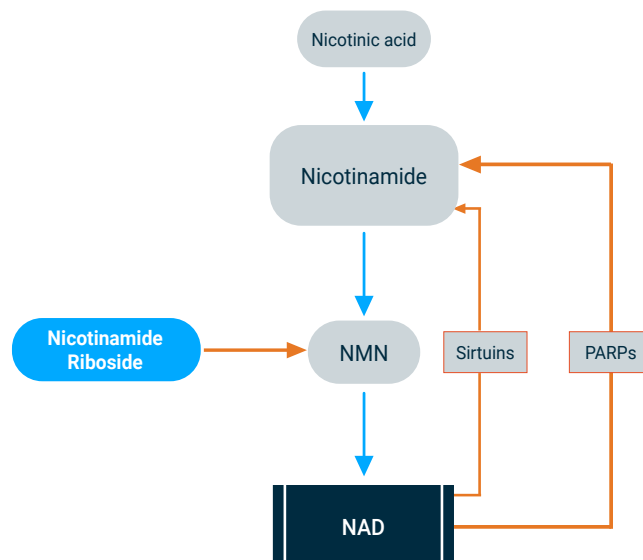 Nicotinic acid
Nicotinamide
Nicotinamide
Riboside
NMN
Sirtuins
PARPs
NAD